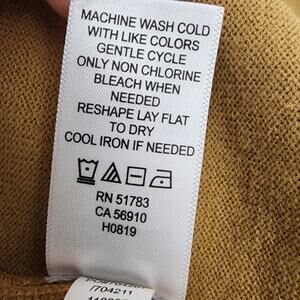 MACHINE WASH COLD
WITH LIKE COLORS
GENTLE CYCLE
ONLY NON CHLORINE
BLEACH WHEN
NEEDED
RESHAPE LAY FLAT
TO DRY
COOL IRON IF NEEDED
RN 51783
CA 56910
H0819
/704211